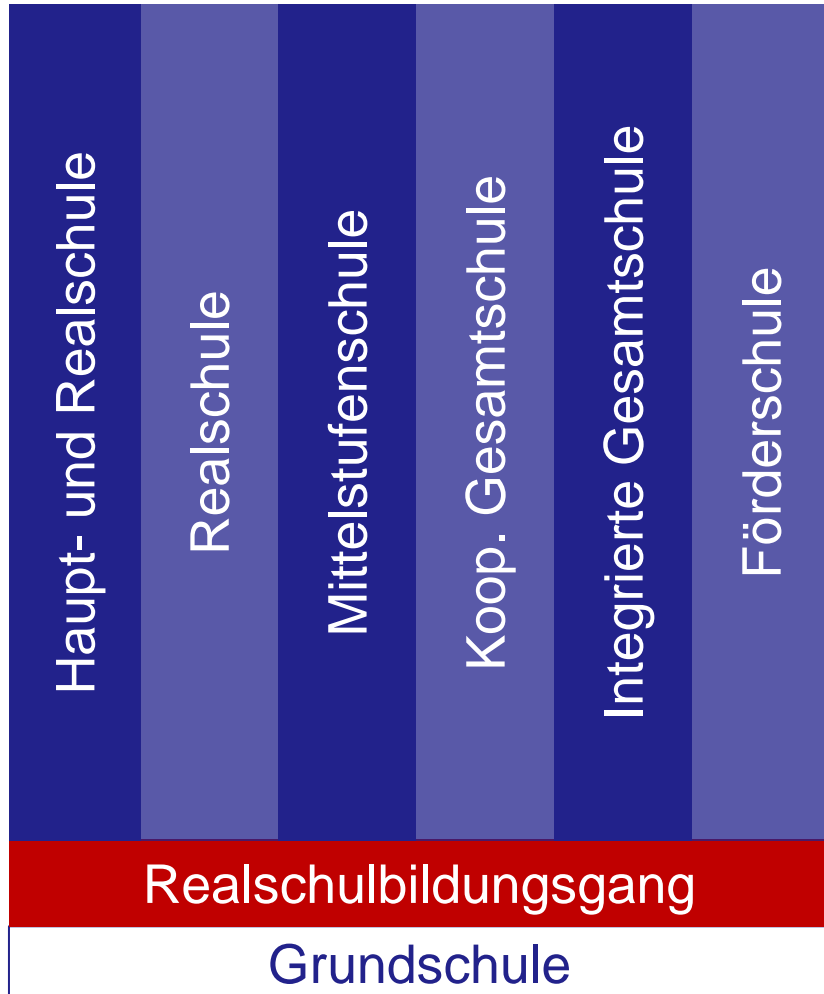 Haupt- und Realschule
Realschule
Mittelstufenschule
Koop. Gesamtschule
Integrierte Gesamtschule
Förderschule
Realschulbildungsgang
Grundschule